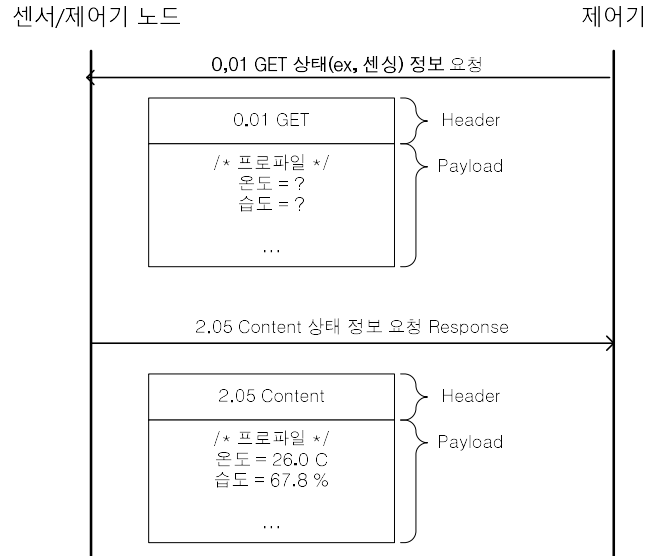 센서/제어기 노드
제어기
0,01 GET 상태(ex, 센싱) 정보 요청
0.01 GET
Header
/* 프로파일 */
Payload
온도 = ?
습도 = ?
...
2.05 Content 상태 정보 요청 Response
2.05 Content
Header
/* 프로파일 */
Payload
온도 = 26.0 C
습도 = 67.8 %
...